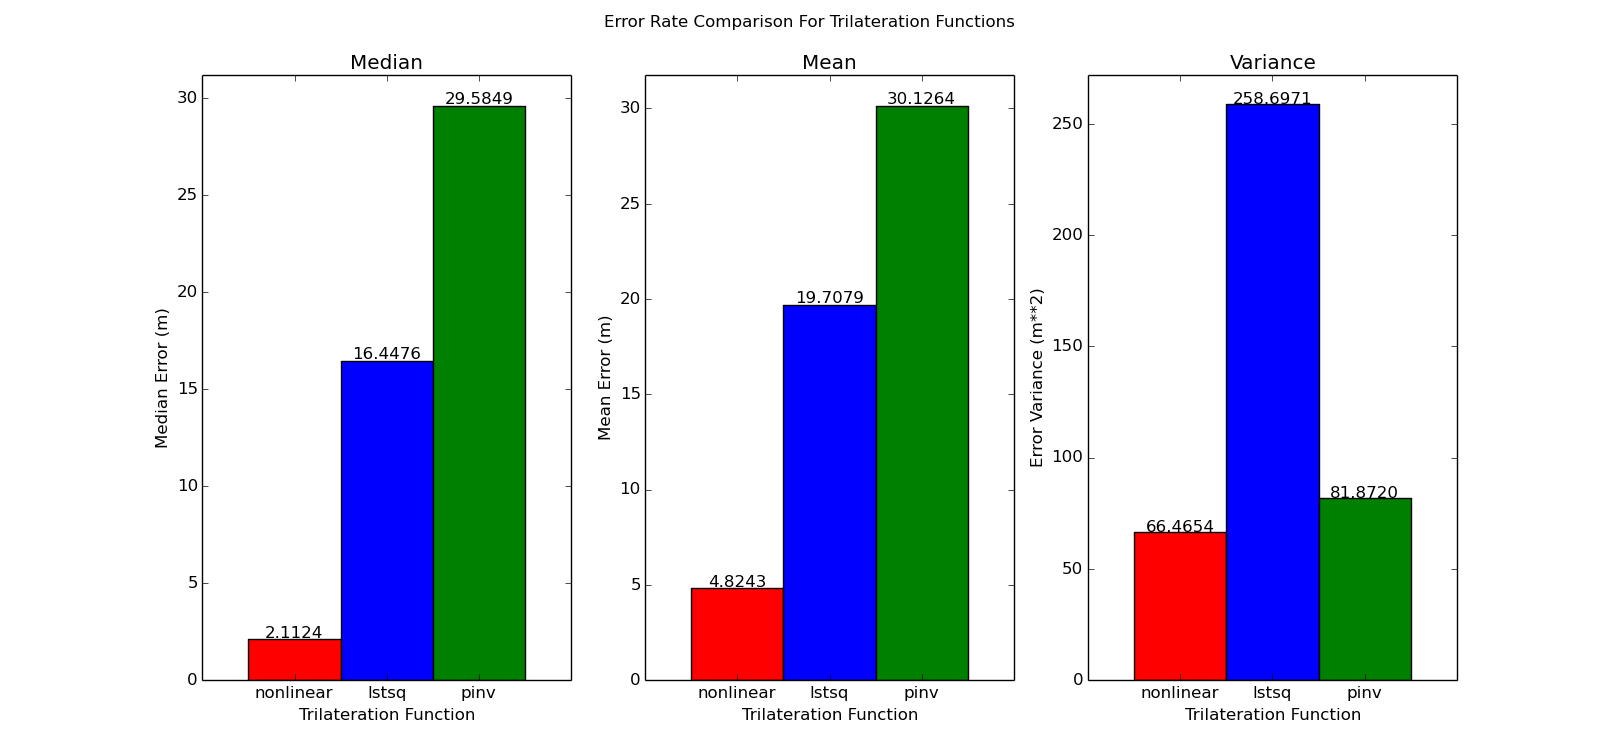 Error Rate Comparison For Trilateration Functions
Median
Median Error (m)
30
25
20
15
10
5
0
2.1124
16.4476
29.5849
nonlinear lstsq pinv
Trilateration Function
Mean
Mean Error (m)
30
25
20
15
10
5
0
4.8243
19.7079
30.1264
nonlinear lstsq pinv
Trilateration Function
Variance
Error Variance (m**2)
250
200
150
100
50
0
66.4654
258.6971
81.8720
nonlinear lstsq pinv
Trilateration Function